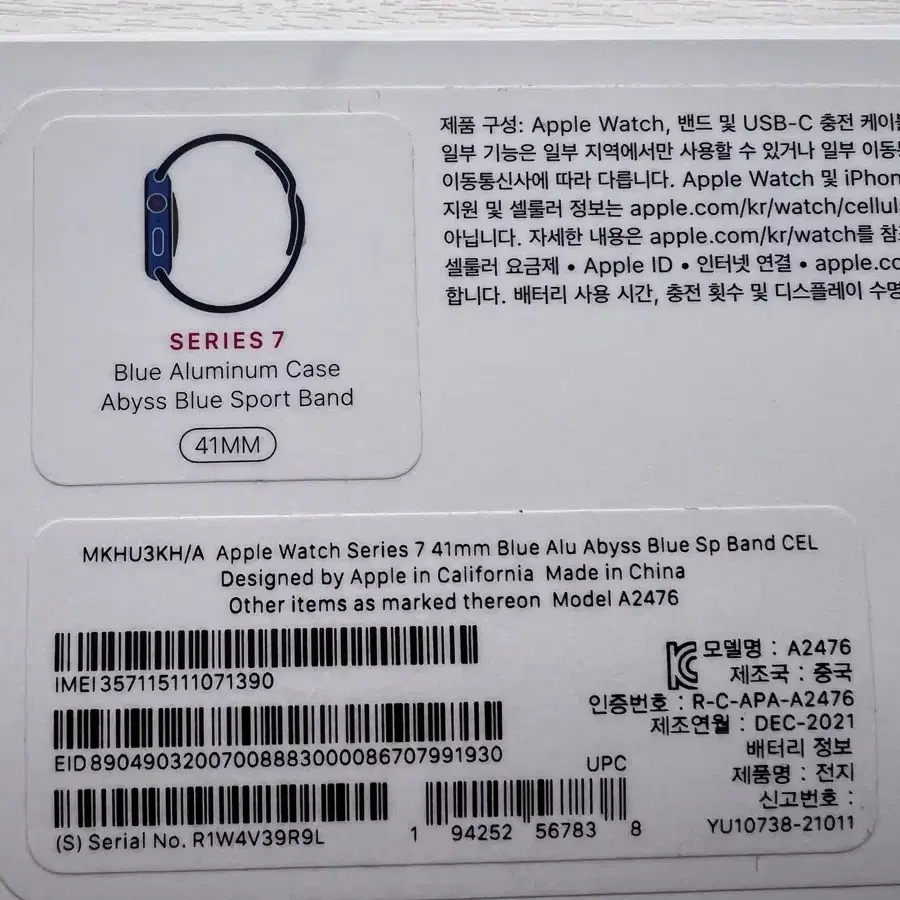 SERIES 7
Blue Aluminum Case
Abyss Blue Sport Band
41MM
제품 구성: Apple Watch, 밴드 및 USB-C 충전 케이블
일부 기능은 일부 지역에서만 사용할 수 있거나 일부 이동통
이동통신사에 따라 다릅니다. Apple Watch 및 iPhon
지원 및 셀룰러 정보는 apple.com/kr/watch/cellul
아닙니다. 자세한 내용은 apple.com/kr/watch를 참조
셀룰러 요금제 • Apple ID • 인터넷 연결 • apple.co
합니다. 배터리 사용 시간, 충전 횟수 및 디스플레이 수명
MKHU3KH/A Apple Watch Series 7 41mm Blue Alu Abyss Blue Sp Band CEL
Designed by Apple in California Made in China
Other items as marked thereon Model A2476
IMEI 357115111071390
EID 89049032007008883000086707991930
(S) Serial No. R1W4V39R9L
UPC
1 94252 56783 8
모델명 : A2476
제조국 : 중국
인증번호 : R-C-APA-A2476
제조연월 : DEC-2021
배터리 정보
제품명 : 전지
신고번호 :
YU10738-21011